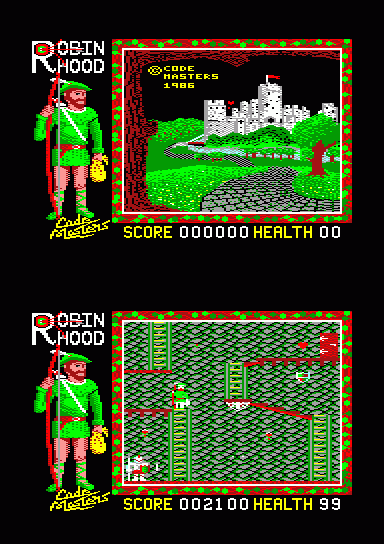 ROBIN
HOOD
© CODE
MASTERS
1986
Code
Masters
SCORE 000000 HEALTH 00
ROBIN
HOOD
Code
Masters
SCORE 002100 HEALTH 99